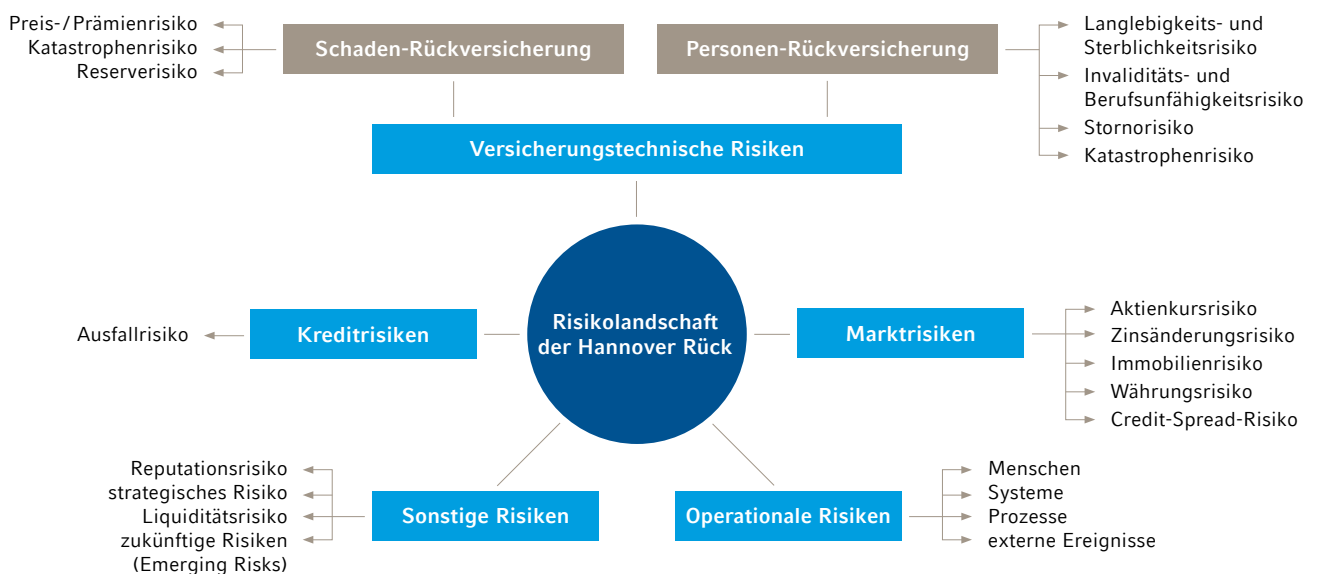 Preis-/Prämienrisiko
Katastrophenrisiko
Reserverisiko
Schaden-Rückversicherung
Personen-Rückversicherung
Langlebigkeits- und
Sterblichkeitsrisiko
Invaliditäts- und
Berufsunfähigkeitsrisiko
Stornorisiko
Katastrophenrisiko
Versicherungstechnische Risiken
Ausfallrisiko
Kreditrisiken
Risikolandschaft
der Hannover Rück
Marktrisiken
Aktienkursrisiko
Zinsänderungsrisiko
Immobilienrisiko
Währungsrisiko
Credit-Spread-Risiko
Reputationsrisiko
strategisches Risiko
Liquiditätsrisiko
zukünftige Risiken
(Emerging Risks)
Sonstige Risiken
Operationale Risiken
Menschen
Systeme
Prozesse
externe Ereignisse